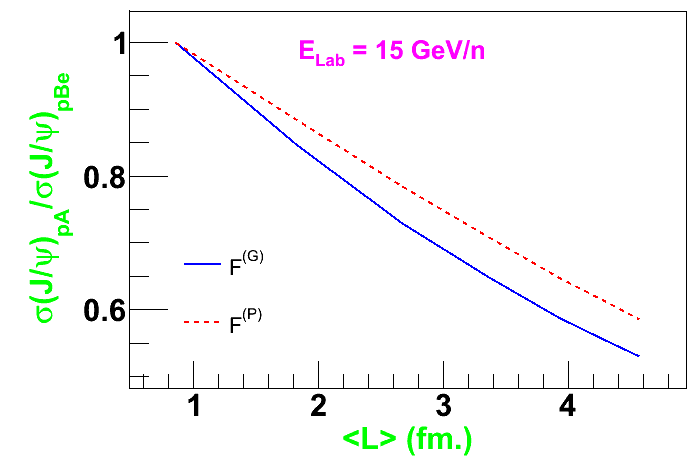 E_Lab = 15 GeV/n
σ(J/ψ)_pA/σ(J/ψ)_pBe
1
0.8
0.6
F^(G)
F^(P)
1 2 3 4
<L> (fm.)